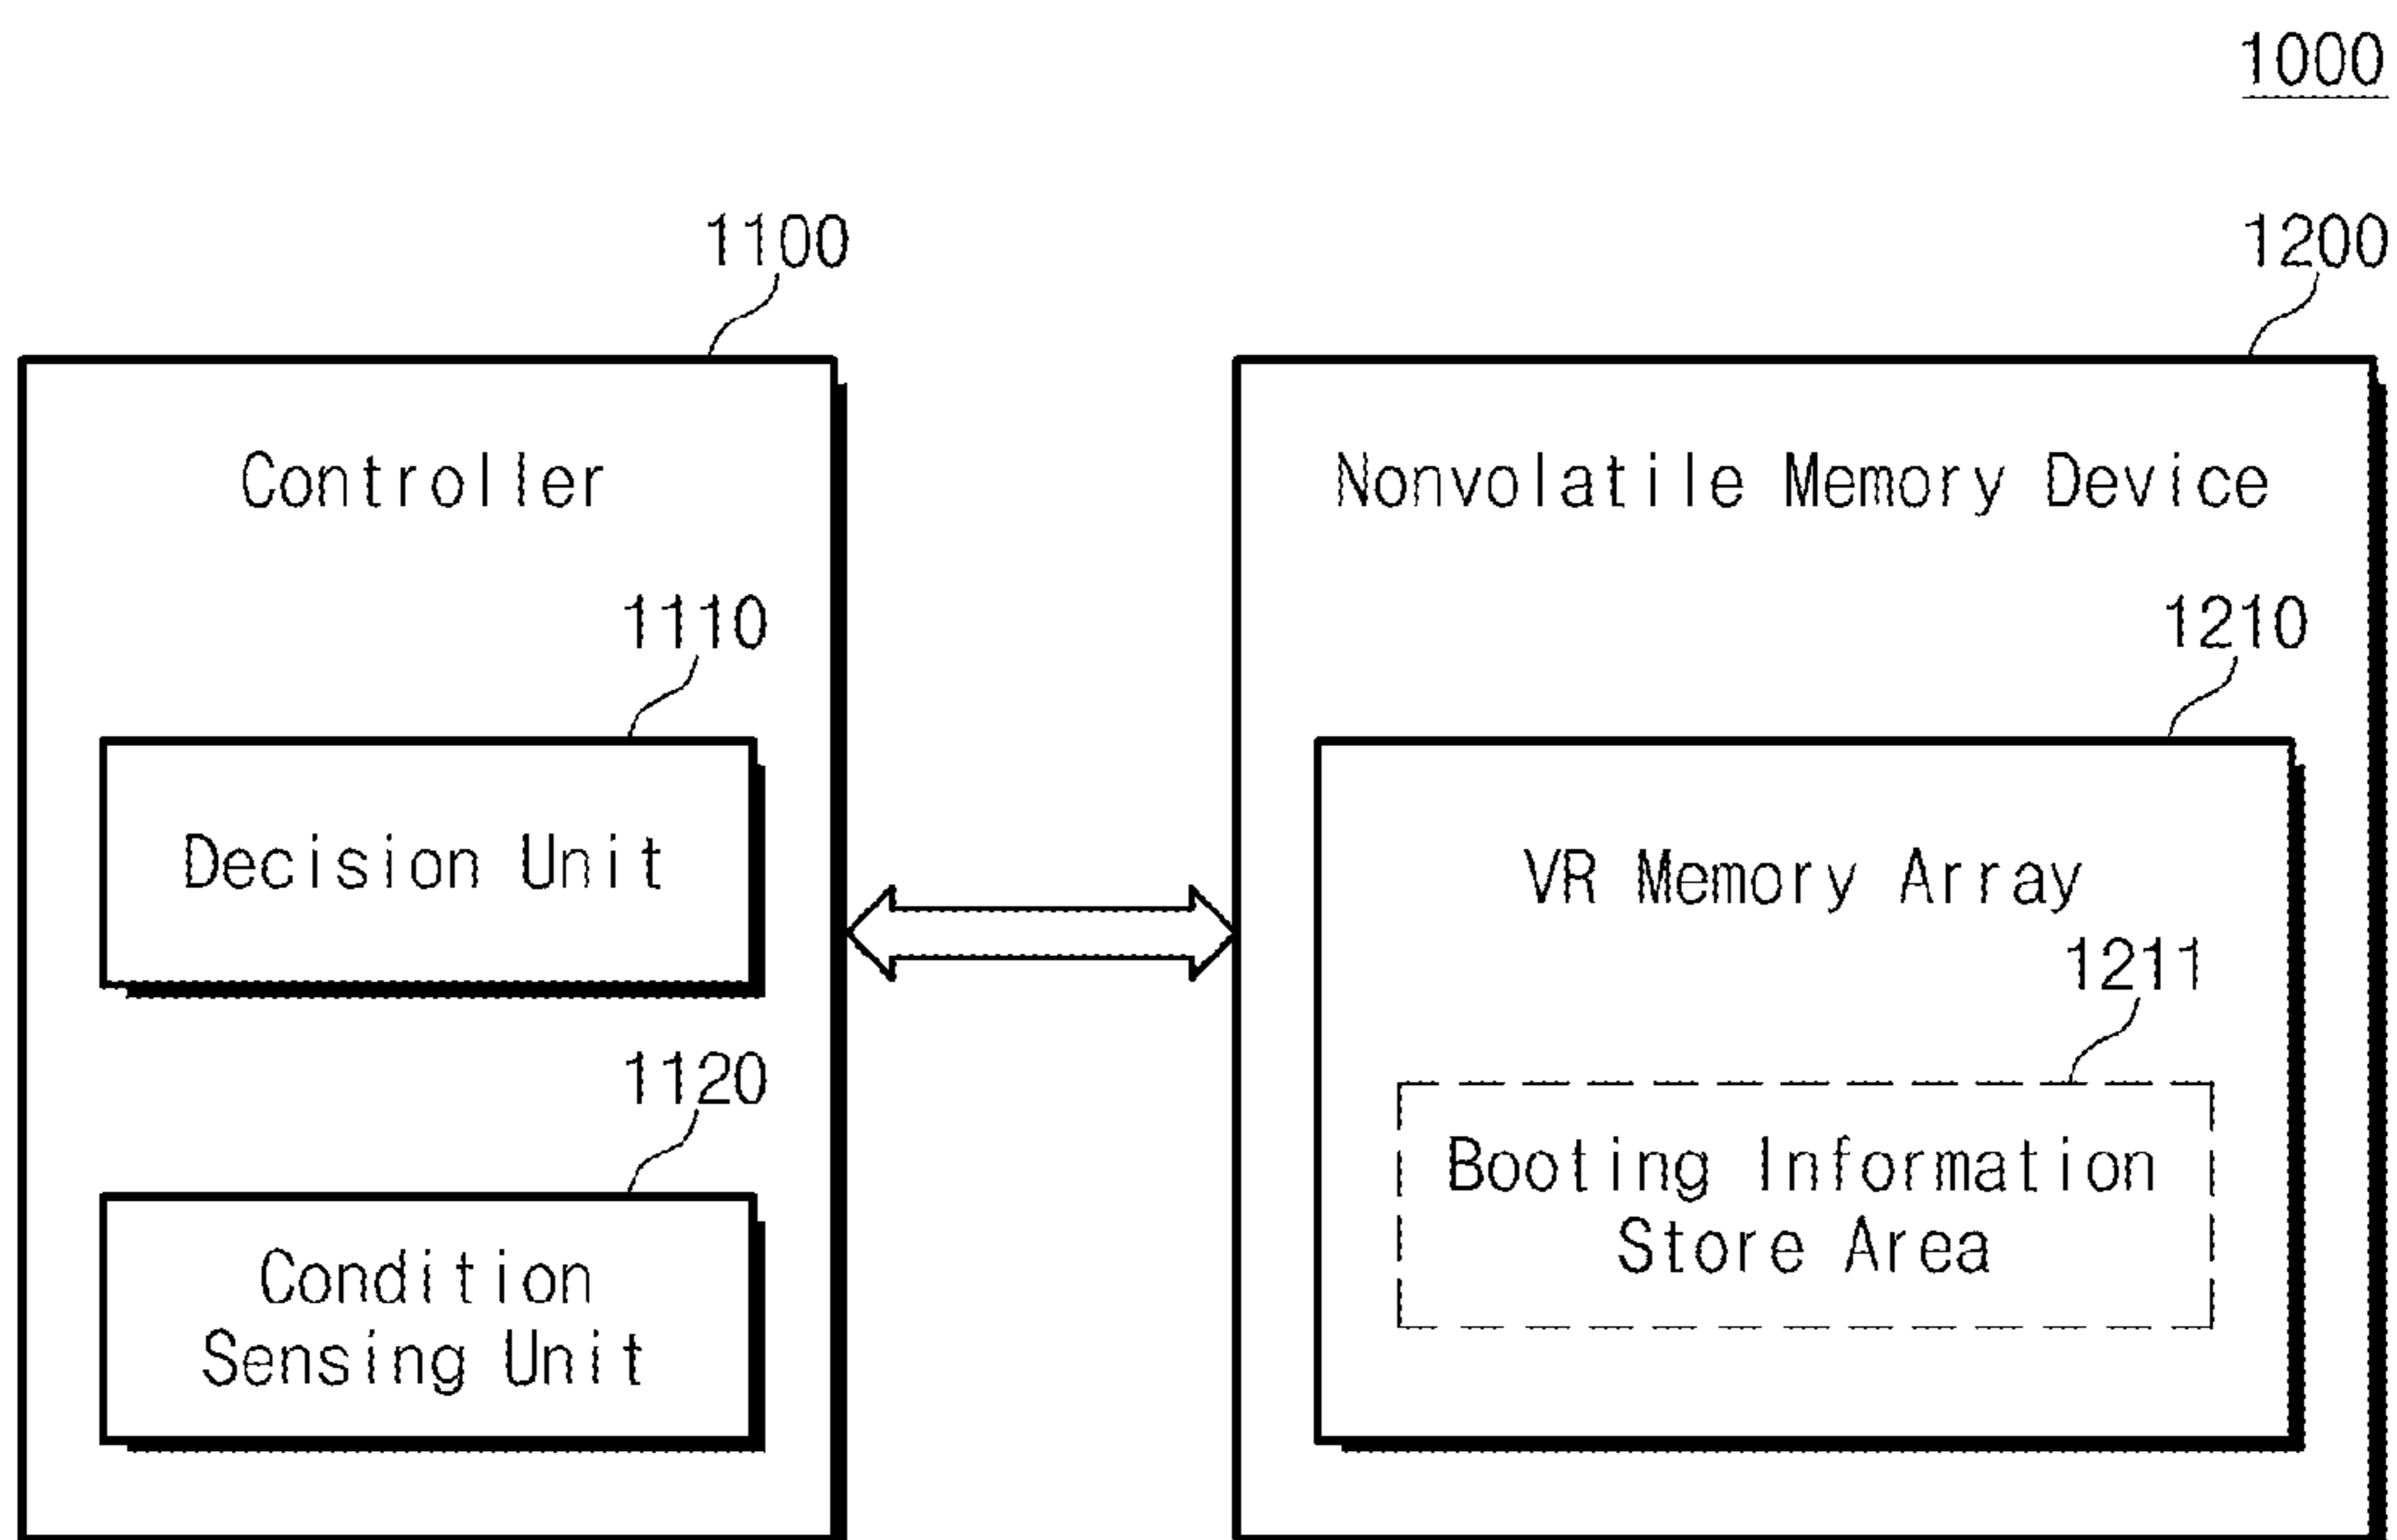 1000
1100
1200
Controller
Nonvolatile Memory Device
1110
1210
Decision Unit
VR Memory Array
1211
1120
Booting Information
Store Area
Condition
Sensing Unit